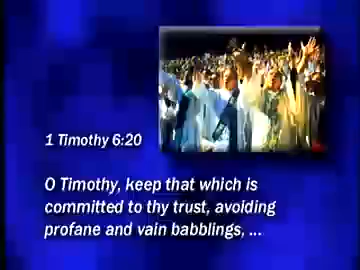 1 Timothy 6:20
O Timothy, keep that which is
committed to thy trust, avoiding
profane and vain babblings, ...